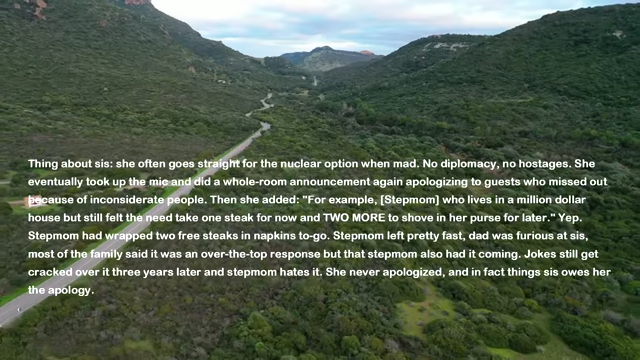 Thing about sis: she often goes straight for the nuclear option when mad. No diplomacy, no hostages. She
eventually took up the mic and did a whole-room announcement again apologizing to guests who missed out
because of inconsiderate people. Then she added: "For example, [Stepmom] who lives in a million dollar
house but still felt the need take one steak for now and TWO MORE to shove in her purse for later." Yep.
Stepmom had wrapped two free steaks in napkins to-go. Stepmom left pretty fast, dad was furious at sis,
most of the family said it was an over-the-top response but that stepmom also had it coming. Jokes still get
cracked over it three years later and stepmom hates it. She never apologized, and in fact things sis owes her
the apology.